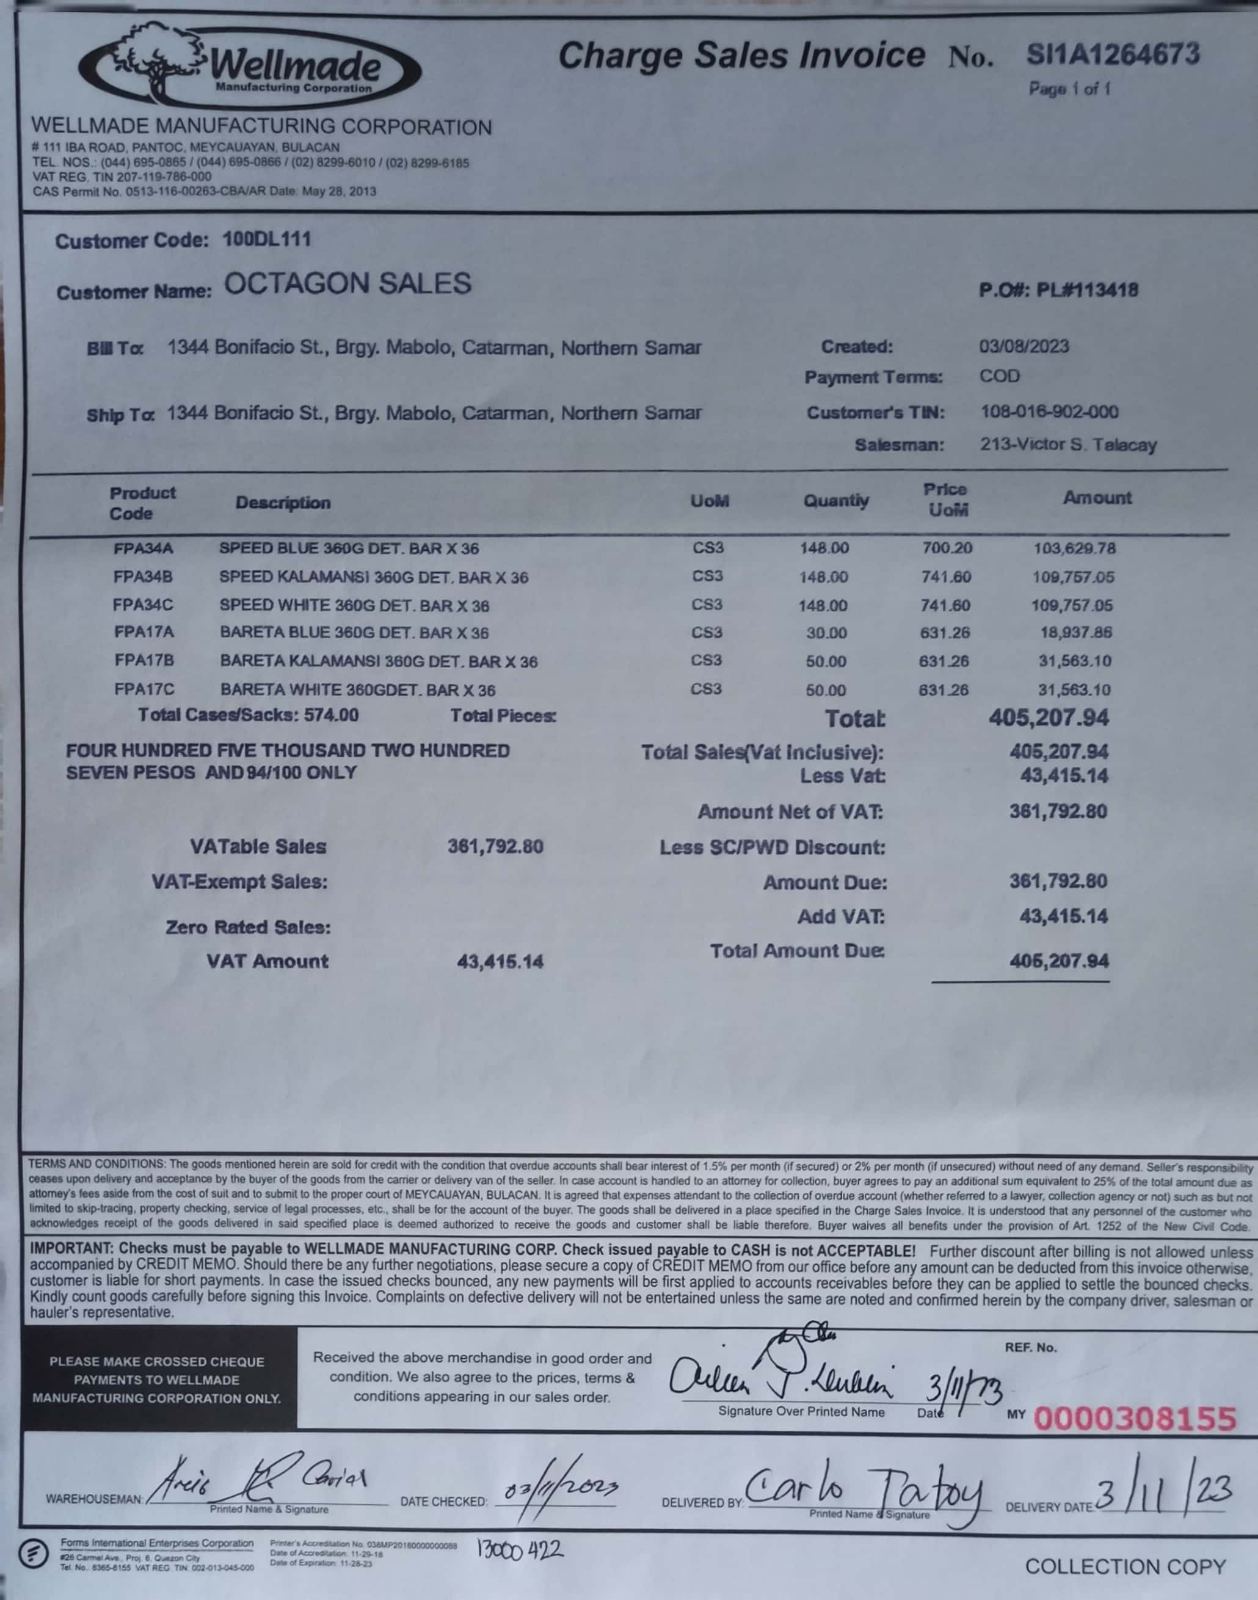 Wellmade
Manufacturing Corporation
Charge Sales Invoice No. SI1A1264673
Page 1 of 1
WELLMADE MANUFACTURING CORPORATION
# 111 IBA ROAD, PANTOC, MEYCAUAYAN, BULACAN
TEL. NOS.: (044) 695-0865 / (044) 695-0866 / (02) 8299-6010 / (02) 8299-6185
VAT REG. TIN 207-119-786-000
CAS Permit No. 0513-116-00263-CBA/AR Date: May 28, 2013
Customer Code: 100DL111
Customer Name: OCTAGON SALES
P.O#: PL#113418
Bill To: 1344 Bonifacio St., Brgy. Mabolo, Catarman, Northern Samar
Created: 03/08/2023
Payment Terms: COD
Ship To: 1344 Bonifacio St., Brgy. Mabolo, Catarman, Northern Samar
Customer's TIN: 108-016-902-000
Salesman: 213-Victor S. Talacay
Product Code Description UoM Quantiy Price UoM Amount
FPA34A SPEED BLUE 360G DET. BAR X 36 CS3 148.00 700.20 103,629.78
FPA34B SPEED KALAMANSI 360G DET. BAR X 36 CS3 148.00 741.60 109,757.05
FPA34C SPEED WHITE 360G DET. BAR X 36 CS3 148.00 741.60 109,757.05
FPA17A BARETA BLUE 360G DET. BAR X 36 CS3 30.00 631.26 18,937.86
FPA17B BARETA KALAMANSI 360G DET. BAR X 36 CS3 50.00 631.26 31,563.10
FPA17C BARETA WHITE 360GDET. BAR X 36 CS3 50.00 631.26 31,563.10
Total Cases/Sacks: 574.00 Total Pieces: Total: 405,207.94
FOUR HUNDRED FIVE THOUSAND TWO HUNDRED
SEVEN PESOS AND 94/100 ONLY
Total Sales(Vat Inclusive): 405,207.94
Less Vat: 43,415.14
Amount Net of VAT: 361,792.80
VATable Sales 361,792.80
Less SC/PWD Discount:
VAT-Exempt Sales:
Amount Due: 361,792.80
Zero Rated Sales:
Add VAT: 43,415.14
VAT Amount 43,415.14
Total Amount Due: 405,207.94
TERMS AND CONDITIONS: The goods mentioned herein are sold for credit with the condition that overdue accounts shall bear interest of 1.5% per month (if secured) or 2% per month (if unsecured) without need of any demand. Seller's responsibility
ceases upon delivery and acceptance by the buyer of the goods from the carrier or delivery van of the seller. In case account is handled to an attorney for collection, buyer agrees to pay an additional sum equivalent to 25% of the total amount due as
attorney's fees aside from the cost of suit and to submit to the proper court of MEYCAUAYAN, BULACAN. It is agreed that expenses attendant to the collection of overdue account (whether referred to a lawyer, collection agency or not) such as but not
limited to skip-tracing, property checking, service of legal processes, etc., shall be for the account of the buyer. The goods shall be delivered in a place specified in the Charge Sales Invoice. It is understood that any personnel of the customer who
acknowledges receipt of the goods delivered in said specified place is deemed authorized to receive the goods and customer shall be liable therefore. Buyer waives all benefits under the provision of Art. 1252 of the New Civil Code.
IMPORTANT: Checks must be payable to WELLMADE MANUFACTURING CORP. Check issued payable to CASH is not ACCEPTABLE! Further discount after billing is not allowed unless
accompanied by CREDIT MEMO. Should there be any further negotiations, please secure a copy of CREDIT MEMO from our office before any amount can be deducted from this invoice otherwise,
customer is liable for short payments. In case the issued checks bounced, any new payments will be first applied to accounts receivables before they can be applied to settle the bounced checks.
Kindly count goods carefully before signing this Invoice. Complaints on defective delivery will not be entertained unless the same are noted and confirmed herein by the company driver, salesman or
hauler's representative.
PLEASE MAKE CROSSED CHEQUE
PAYMENTS TO WELLMADE
MANUFACTURING CORPORATION ONLY.
Received the above merchandise in good order and
condition. We also agree to the prices, terms &
conditions appearing in our sales order.
3/11/23
Signature Over Printed Name Date
REF. No.
MY 0000308155
WAREHOUSEMAN:
Printed Name & Signature
DATE CHECKED: 03/11/2023
DELIVERED BY: Carlo Patoy
Printed Name & Signature
DELIVERY DATE 3/11/23
Forms International Enterprises Corporation
#26 Carmel Ave., Proj. 6, Quezon City
Tel. No. 8365-6155 VAT REG. TIN: 002-013-045-000
Printer's Accreditation No. 038MP20180000000088
Date of Accreditation: 11-29-18
Date of Expiration: 11-28-23
13000422
COLLECTION COPY